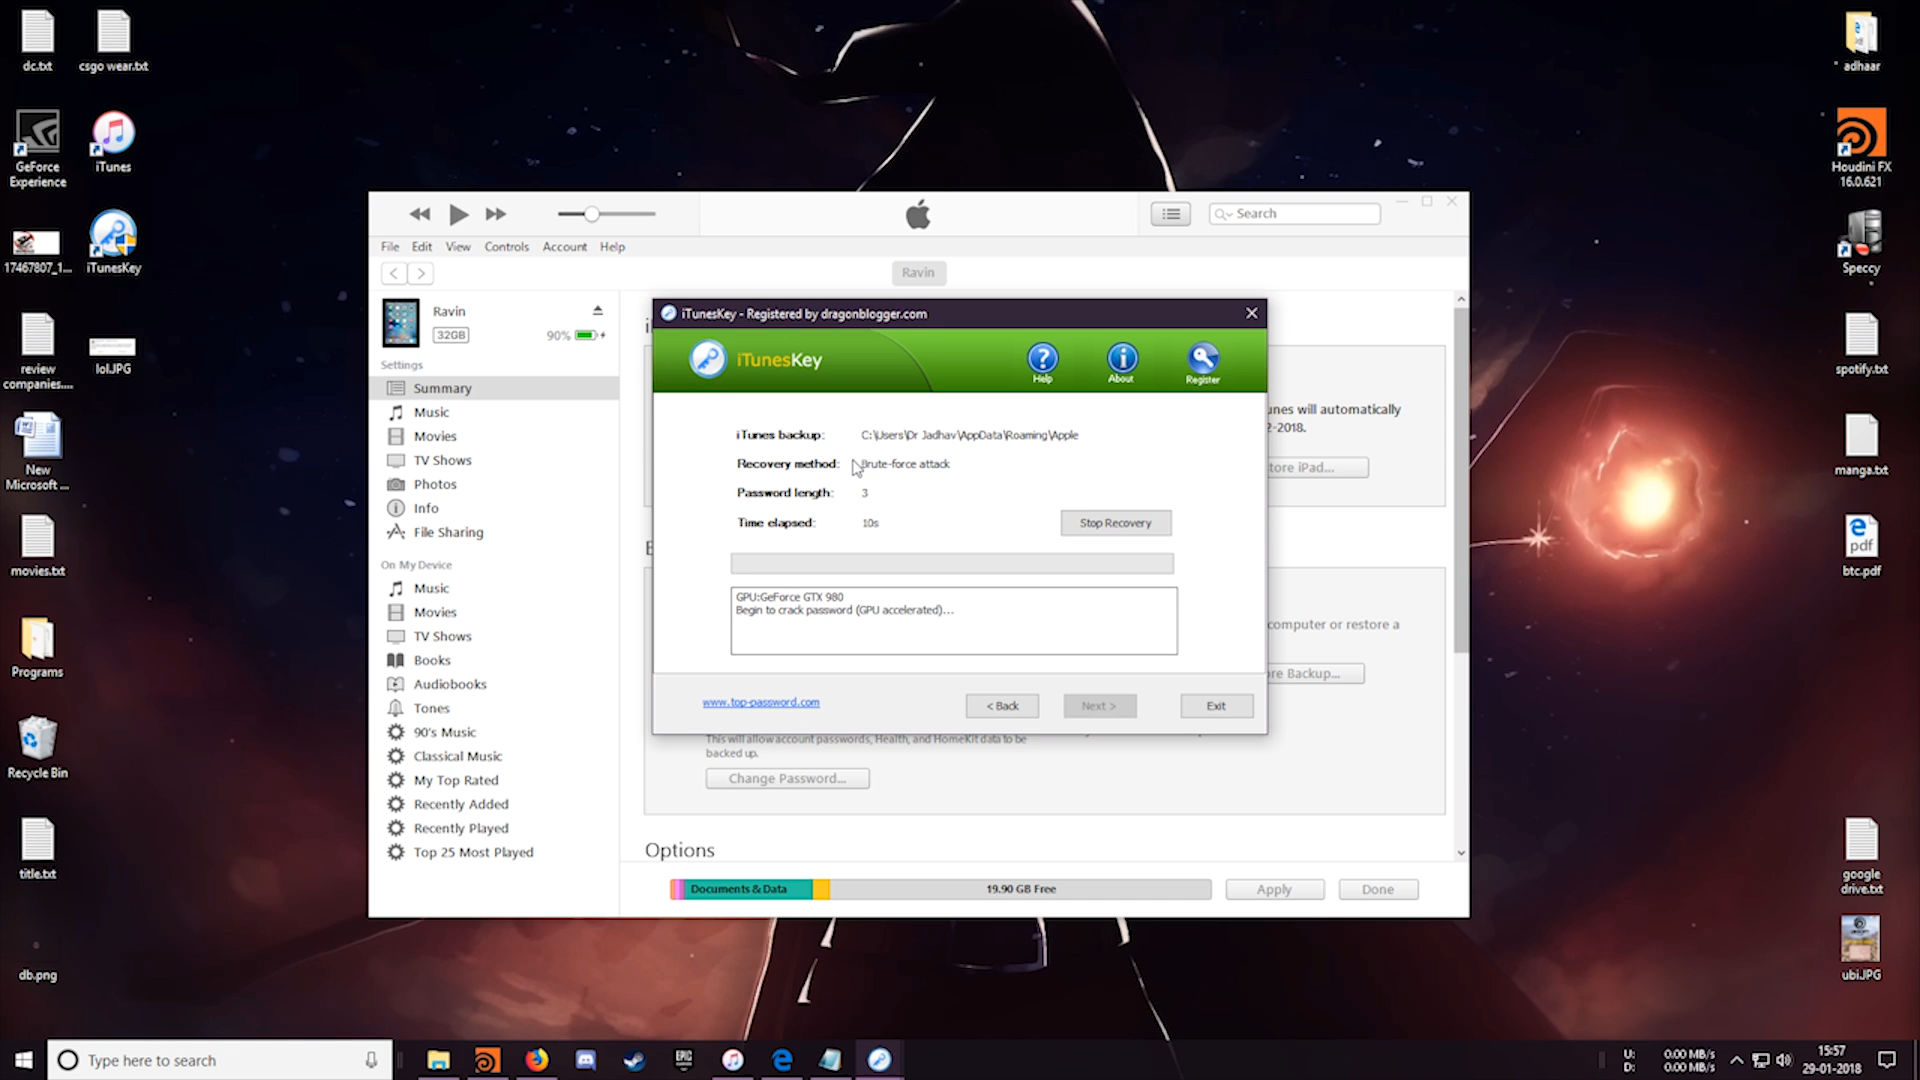 dc.txt
csgo wear.txt
GeForce
Experience
iTunes
17467807_1...
iTunesKey
review
companies....
lol.JPG
New
Microsoft ...
movies.txt
Programs
Recycle Bin
title.txt
db.png
adhaar
Houdini FX
16.0.621
Speccy
spotify.txt
manga.txt
pdf
btc.pdf
google
drive.txt
ubi.JPG
Search
File Edit View Controls Account Help
Ravin
Ravin
32GB
90%
Settings
Summary
Music
Movies
TV Shows
Photos
Info
File Sharing
On My Device
Music
Movies
TV Shows
Books
Audiobooks
Tones
90's Music
Classical Music
My Top Rated
Recently Added
Recently Played
Top 25 Most Played
iTunesKey - Registered by dragonblogger.com
iTunesKey
Help
About
Register
iTunes backup: C:\Users\Dr Jadhav\AppData\Roaming\Apple
Recovery method: Brute-force attack
Password length: 3
Time elapsed: 10s
Stop Recovery
GPU:GeForce GTX 980
Begin to crack password (GPU accelerated)...
www.top-password.com
< Back
Next >
Exit
unes will automatically
2-2018.
tore iPad...
computer or restore a
ore Backup...
This will allow account passwords, Health, and HomeKit data to be
backed up.
Change Password...
Options
Documents & Data
19.90 GB Free
Apply
Done
Type here to search
EPIC
U: 0.00 MB/s
D: 0.00 MB/s
15:57
29-01-2018